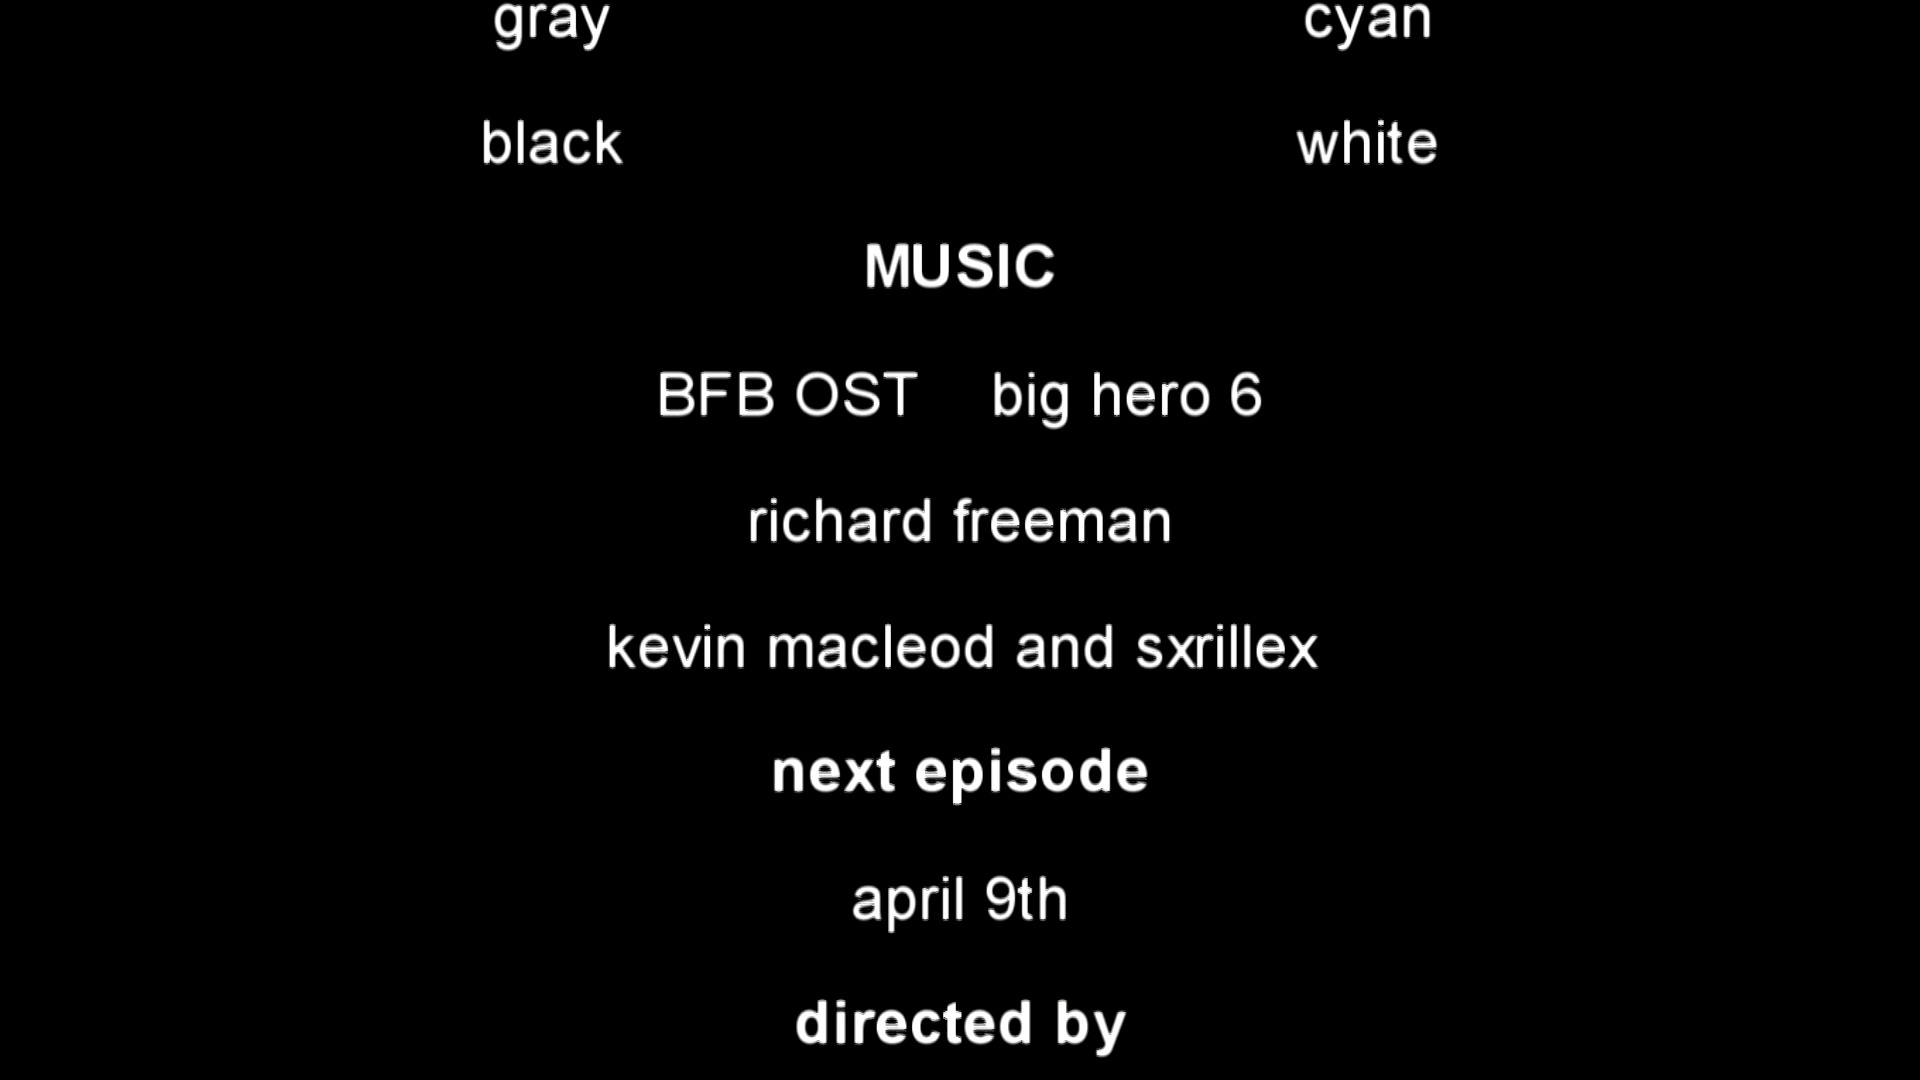 gray cyan
black white
MUSIC
BFB OST big hero 6
richard freeman
kevin macleod and sxrillex
next episode
april 9th
directed by